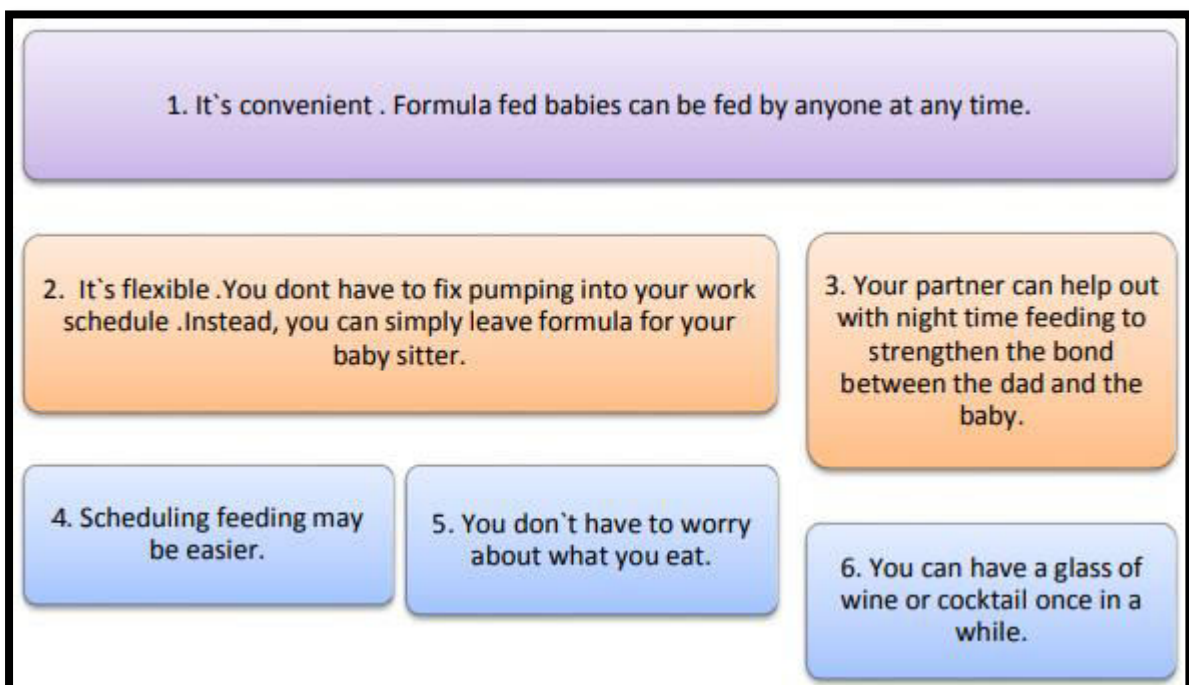 1. It`s convenient . Formula fed babies can be fed by anyone at any time.
2.  It`s flexible .You dont have to fix pumping into your work
schedule .Instead, you can simply leave formula for your
baby sitter.
3. Your partner can help out
with night time feeding to
strengthen the bond
between the dad and the
baby.
4. Scheduling feeding may
be easier.
5. You don`t have to worry
about what you eat.
6. You can have a glass of
wine or cocktail once in a
while.